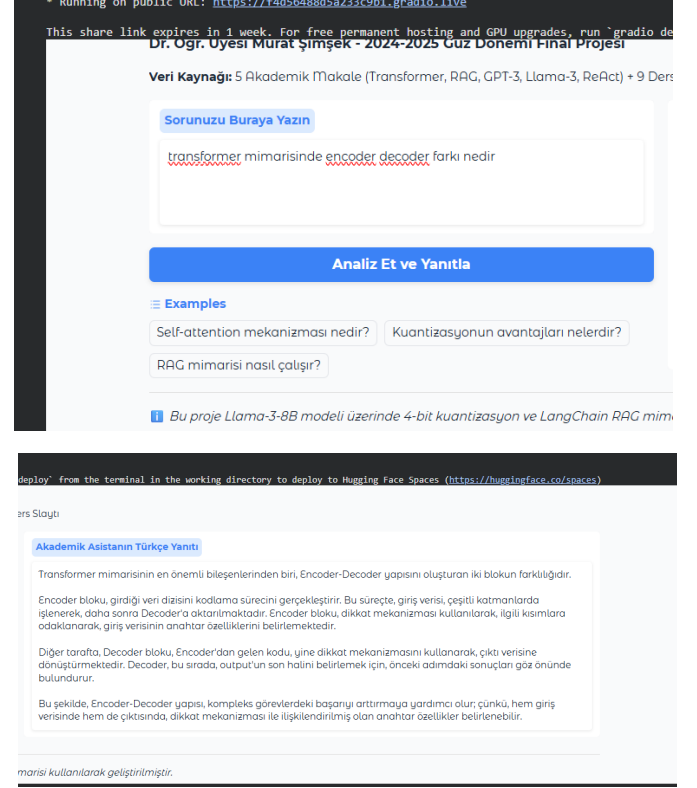 * Running on public URL: https://f4d56488d5a233c9b1.gradio.live
This share link expires in 1 week. For free permanent hosting and GPU upgrades, run `gradio de
Dr. Öğr. Üyesi Murat Şimşek - 2024-2025 Güz Dönemi Final Projesi
Veri Kaynağı: 5 Akademik Makale (Transformer, RAG, GPT-3, Llama-3, ReAct) + 9 Ders
Sorunuzu Buraya Yazın
transformer mimarisinde encoder decoder farkı nedir
Analiz Et ve Yanıtla
Examples
Self-attention mekanizması nedir?
Kuantizasyonun avantajları nelerdir?
RAG mimarisi nasıl çalışır?
Bu proje Llama-3-8B modeli üzerinde 4-bit kuantizasyon ve LangChain RAG mim
deploy` from the terminal in the working directory to deploy to Hugging Face Spaces (https://huggingface.co/spaces)
ers Slaytı
Akademik Asistanın Türkçe Yanıtı
Transformer mimarisinin en önemli bileşenlerinden biri, Encoder-Decoder yapısını oluşturan iki blokun farklılığıdır.
Encoder bloku, girdiği veri dizisini kodlama sürecini gerçekleştirir. Bu süreçte, giriş verisi, çeşitli katmanlarda
işlenerek, daha sonra Decoder'a aktarılmaktadır. Encoder bloku, dikkat mekanizması kullanılarak, ilgili kısımlara
odaklanarak, giriş verisinin anahtar özelliklerini belirlemektedir.
Diğer tarafta, Decoder bloku, Encoder'dan gelen kodu, yine dikkat mekanizmasını kullanarak, çıktı verisine
dönüştürmektedir. Decoder, bu sırada, output'un son halini belirlemek için, önceki adımdaki sonuçları göz önünde
bulundurur.
Bu şekilde, Encoder-Decoder yapısı, kompleks görevlerdeki başarıyı arttırmaya yardımcı olur; çünkü, hem giriş
verisinde hem de çıktısında, dikkat mekanizması ile ilişkilendirilmiş olan anahtar özellikler belirlenebilir.
marisi kullanılarak geliştirilmiştir.